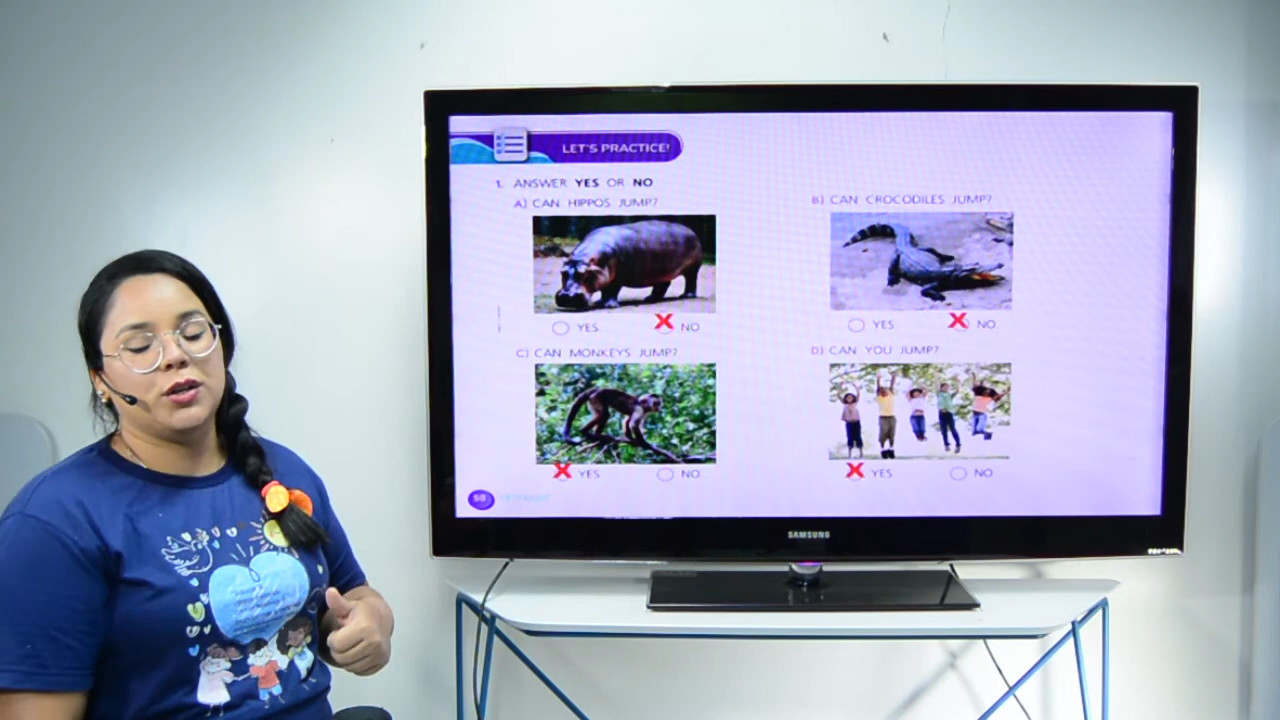 LET'S PRACTICE!
1. ANSWER YES OR NO
A) CAN HIPPOS JUMP?
YES
X NO
B) CAN CROCODILES JUMP?
YES
X NO
C) CAN MONKEYS JUMP?
X YES
NO
D) CAN YOU JUMP?
X YES
NO
SAMSUNG